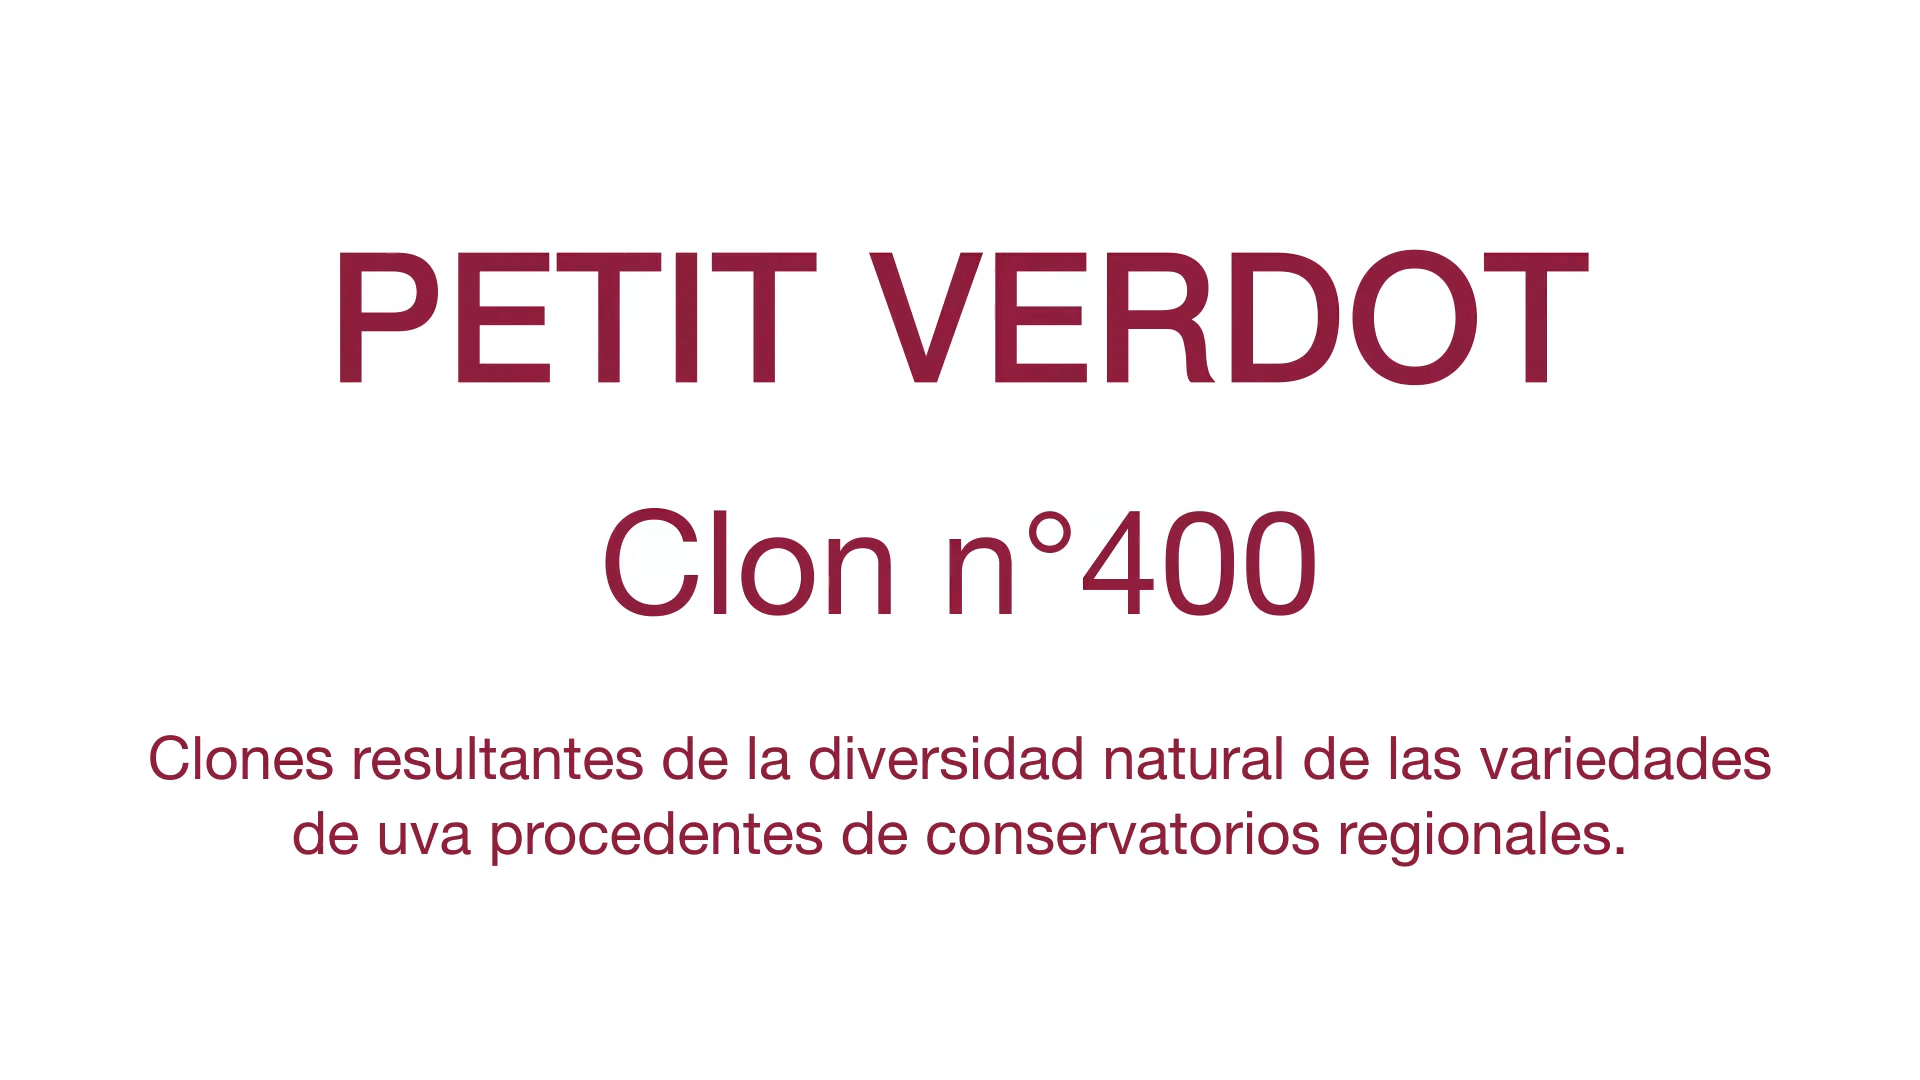 PETIT VERDOT
Clon n°400
Clones resultantes de la diversidad natural de las variedades
de uva procedentes de conservatorios regionales.